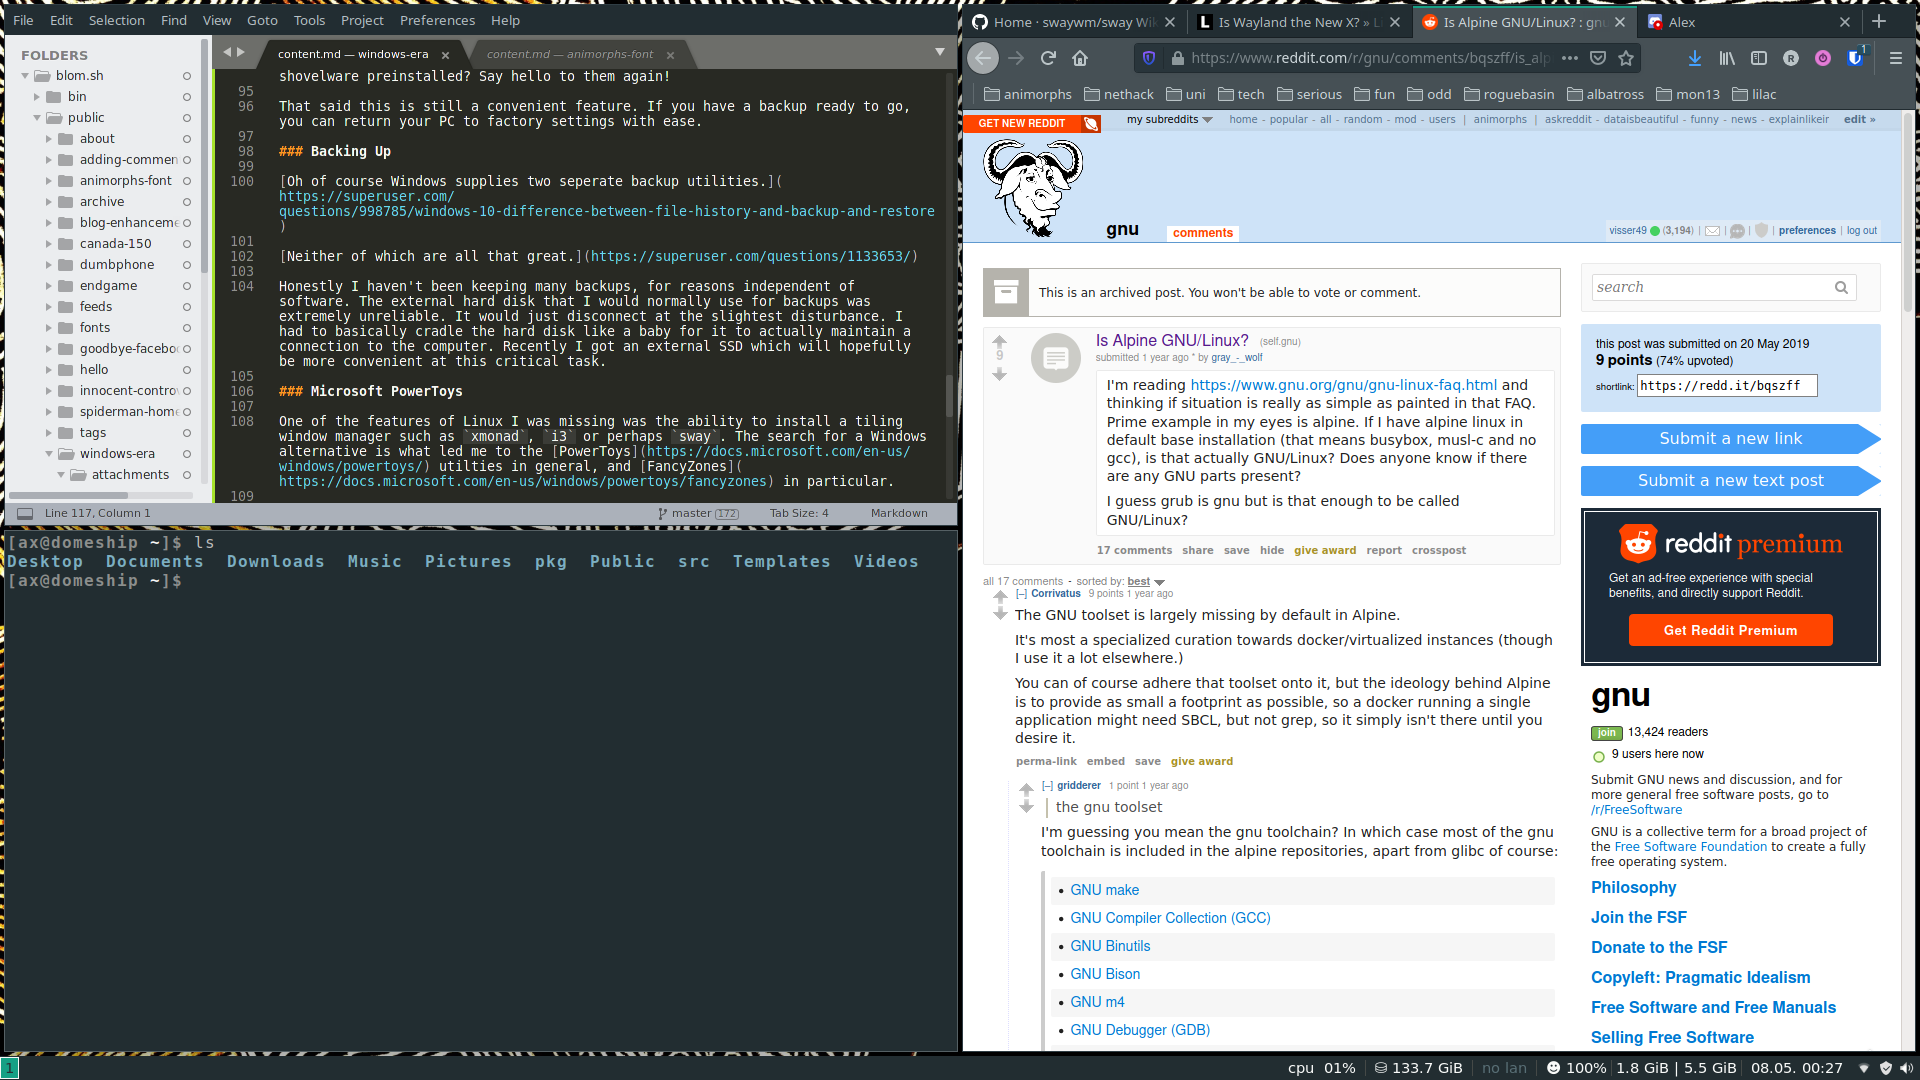 File Edit Selection Find View Goto Tools Project Preferences Help
FOLDERS
blom.sh
bin
public
about
adding-commen
animorphs-font
archive
blog-enhanceme
canada-150
dumbphone
endgame
feeds
fonts
goodbye-facebo
hello
innocent-contro
spiderman-home
tags
windows-era
attachments
content.md — windows-era
content.md — animorphs-font
shovelware preinstalled? Say hello to them again!
95
96 That said this is still a convenient feature. If you have a backup ready to go,
you can return your PC to factory settings with ease.
97
98 ### Backing Up
99
100 [Oh of course Windows supplies two seperate backup utilities.](
https://superuser.com/
questions/998785/windows-10-difference-between-file-history-and-backup-and-restore
)
101
102 [Neither of which are all that great.](https://superuser.com/questions/1133653/)
103
104 Honestly I haven't been keeping many backups, for reasons independent of
software. The external hard disk that I would normally use for backups was
extremely unreliable. It would just disconnect at the slightest disturbance. I
had to basically cradle the hard disk like a baby for it to actually maintain a
connection to the computer. Recently I got an external SSD which will hopefully
be more convenient at this critical task.
105
106 ### Microsoft PowerToys
107
108 One of the features of Linux I was missing was the ability to install a tiling
window manager such as `xmonad`, `i3` or perhaps `sway`. The search for a Windows
alternative is what led me to the [PowerToys](https://docs.microsoft.com/en-us/
windows/powertoys/) utilties in general, and [FancyZones](
https://docs.microsoft.com/en-us/windows/powertoys/fancyzones) in particular.
109
Line 117, Column 1 master 172 Tab Size: 4 Markdown
[ax@domeship ~]$ ls
Desktop Documents Downloads Music Pictures pkg Public src Templates Videos
[ax@domeship ~]$
Home · swaywm/sway Wik
Is Wayland the New X? » Li
Is Alpine GNU/Linux? : gnu
Alex
https://www.reddit.com/r/gnu/comments/bqszff/is_alp
1
animorphs nethack uni tech serious fun odd roguebasin albatross mon13 lilac
GET NEW REDDIT
my subreddits home - popular - all - random - mod - users | animorphs | askreddit - dataisbeautiful - funny - news - explainlikeir edit »
gnu comments
visser49 (3,194) | | | | preferences | log out
This is an archived post. You won't be able to vote or comment.
9
Is Alpine GNU/Linux? (self.gnu)
submitted 1 year ago * by gray_-_wolf
I'm reading https://www.gnu.org/gnu/gnu-linux-faq.html and
thinking if situation is really as simple as painted in that FAQ.
Prime example in my eyes is alpine. If I have alpine linux in
default base installation (that means busybox, musl-c and no
gcc), is that actually GNU/Linux? Does anyone know if there
are any GNU parts present?
I guess grub is gnu but is that enough to be called
GNU/Linux?
17 comments share save hide give award report crosspost
all 17 comments - sorted by: best
[–] Corrivatus 9 points 1 year ago
The GNU toolset is largely missing by default in Alpine.
It's most a specialized curation towards docker/virtualized instances (though
I use it a lot elsewhere.)
You can of course adhere that toolset onto it, but the ideology behind Alpine
is to provide as small a footprint as possible, so a docker running a single
application might need SBCL, but not grep, so it simply isn't there until you
desire it.
perma-link embed save give award
[–] gridderer 1 point 1 year ago
the gnu toolset
I'm guessing you mean the gnu toolchain? In which case most of the gnu
toolchain is included in the alpine repositories, apart from glibc of course:
• GNU make
• GNU Compiler Collection (GCC)
• GNU Binutils
• GNU Bison
• GNU m4
• GNU Debugger (GDB)
search
this post was submitted on 20 May 2019
9 points (74% upvoted)
shortlink: https://redd.it/bqszff
Submit a new link
Submit a new text post
reddit premium
Get an ad-free experience with special
benefits, and directly support Reddit.
Get Reddit Premium
gnu
join 13,424 readers
9 users here now
Submit GNU news and discussion, and for
more general free software posts, go to
/r/FreeSoftware
GNU is a collective term for a broad project of
the Free Software Foundation to create a fully
free operating system.
Philosophy
Join the FSF
Donate to the FSF
Copyleft: Pragmatic Idealism
Free Software and Free Manuals
Selling Free Software
1
cpu 01% 133.7 GiB no lan 100% 1.8 GiB | 5.5 GiB 08.05. 00:27